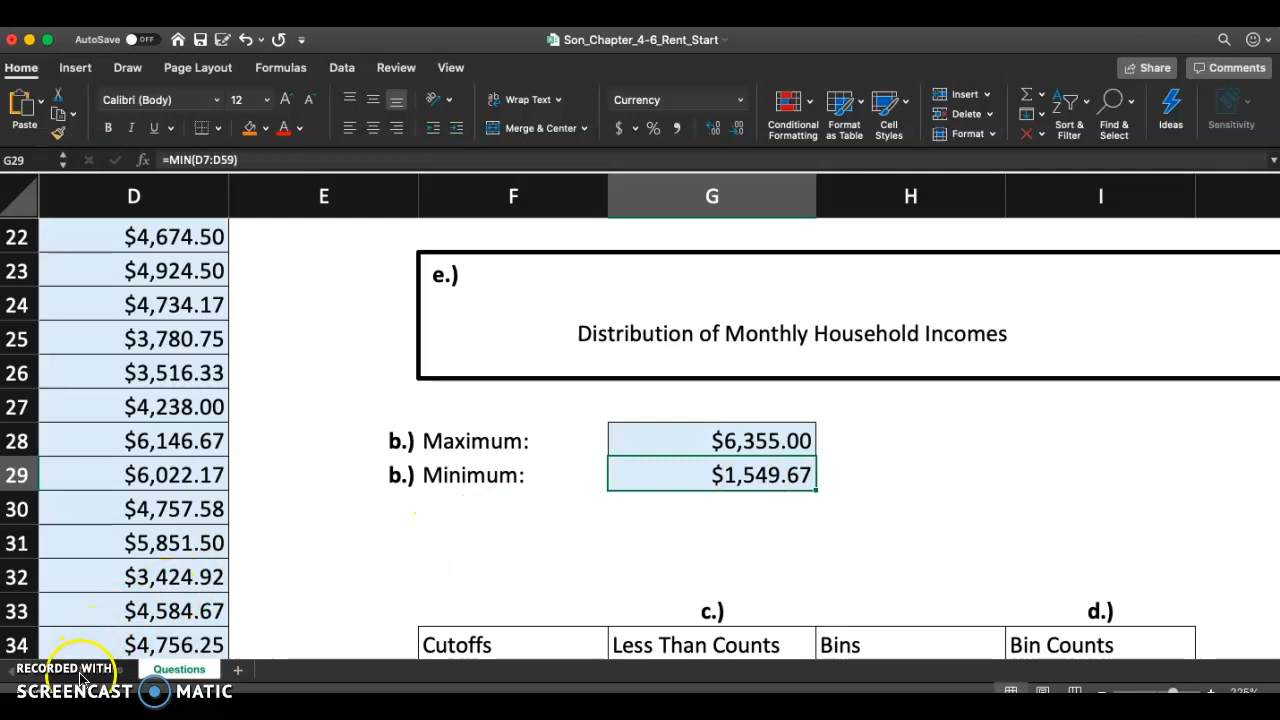 AutoSave OFF
Son_Chapter_4-6_Rent_Start
Home Insert Draw Page Layout Formulas Data Review View Share Comments
Paste Calibri (Body) 12 A A Wrap Text Currency Conditional Formatting Format as Table Cell Styles Insert Sort & Filter Find & Select Ideas Sensitivity
B I U A Merge & Center $ % Delete
Format
G29 fx =MIN(D7:D59)
D E F G H I
22 $4,674.50
23 $4,924.50 e.)
24 $4,734.17
25 $3,780.75 Distribution of Monthly Household Incomes
26 $3,516.33
27 $4,238.00
28 $6,146.67 b.) Maximum: $6,355.00
29 $6,022.17 b.) Minimum: $1,549.67
30 $4,757.58
31 $5,851.50
32 $3,424.92
33 $4,584.67 c.) d.)
34 $4,756.25 Cutoffs Less Than Counts Bins Bin Counts
RECORDED WITH Questions
SCREENCAST MATIC 225%